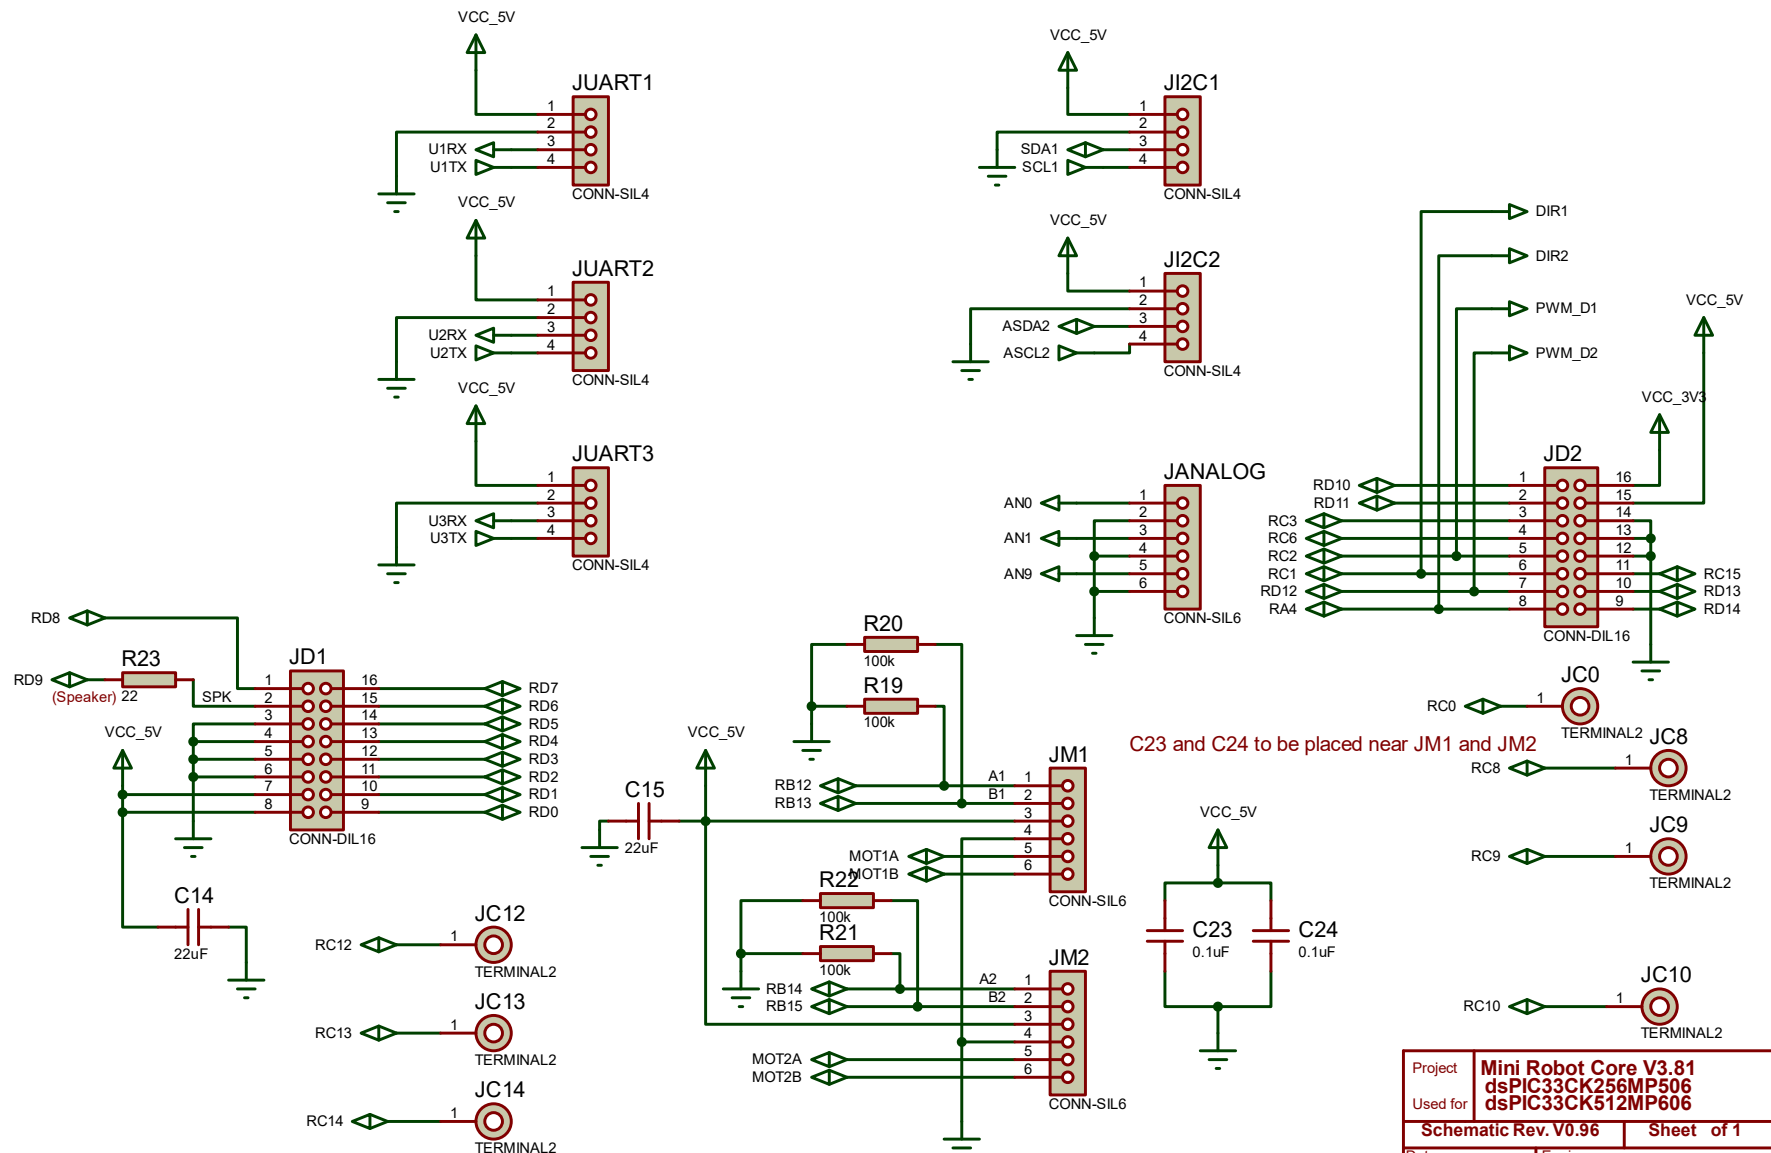 VCC_5V
JUART1
1
2
3
4
U1RX
U1TX
CONN-SIL4
VCC_5V
JUART2
1
2
3
4
U2RX
U2TX
CONN-SIL4
VCC_5V
JUART3
1
2
3
4
U3RX
U3TX
CONN-SIL4
VCC_5V
JI2C1
1
2
3
4
SDA1
SCL1
CONN-SIL4
VCC_5V
JI2C2
1
2
3
4
ASDA2
ASCL2
CONN-SIL4
JANALOG
AN0
AN1
AN9
1
2
3
4
5
6
CONN-SIL6
DIR1
DIR2
PWM_D1
PWM_D2
VCC_5V
VCC_3V3
JD2
RD10
RD11
RC3
RC6
RC2
RC1
RD12
RA4
1
2
3
4
5
6
7
8
16
15
14
13
12
11
10
9
RC15
RD13
RD14
CONN-DIL16
RD8
RD9
(Speaker)
R23
22
SPK
VCC_5V
JD1
1
2
3
4
5
6
7
8
16
15
14
13
12
11
10
9
RD7
RD6
RD5
RD4
RD3
RD2
RD1
RD0
CONN-DIL16
C14
22uF
R20
100k
R19
100k
VCC_5V
C15
22uF
RB12
RB13
A1
B1
JM1
1
2
3
4
5
6
MOT1A
MOT1B
CONN-SIL6
R22
100k
R21
100k
RB14
RB15
A2
B2
JM2
1
2
3
4
5
6
MOT2A
MOT2B
CONN-SIL6
C23 and C24 to be placed near JM1 and JM2
VCC_5V
C23
0.1uF
C24
0.1uF
RC0
1
JC0
TERMINAL2
RC8
1
JC8
TERMINAL2
RC9
1
JC9
TERMINAL2
RC10
1
JC10
TERMINAL2
RC12
1
JC12
TERMINAL2
RC13
1
JC13
TERMINAL2
RC14
1
JC14
TERMINAL2
Project
Mini Robot Core V3.81
dsPIC33CK256MP506
Used for
dsPIC33CK512MP606
Schematic Rev. V0.96
Sheet of 1